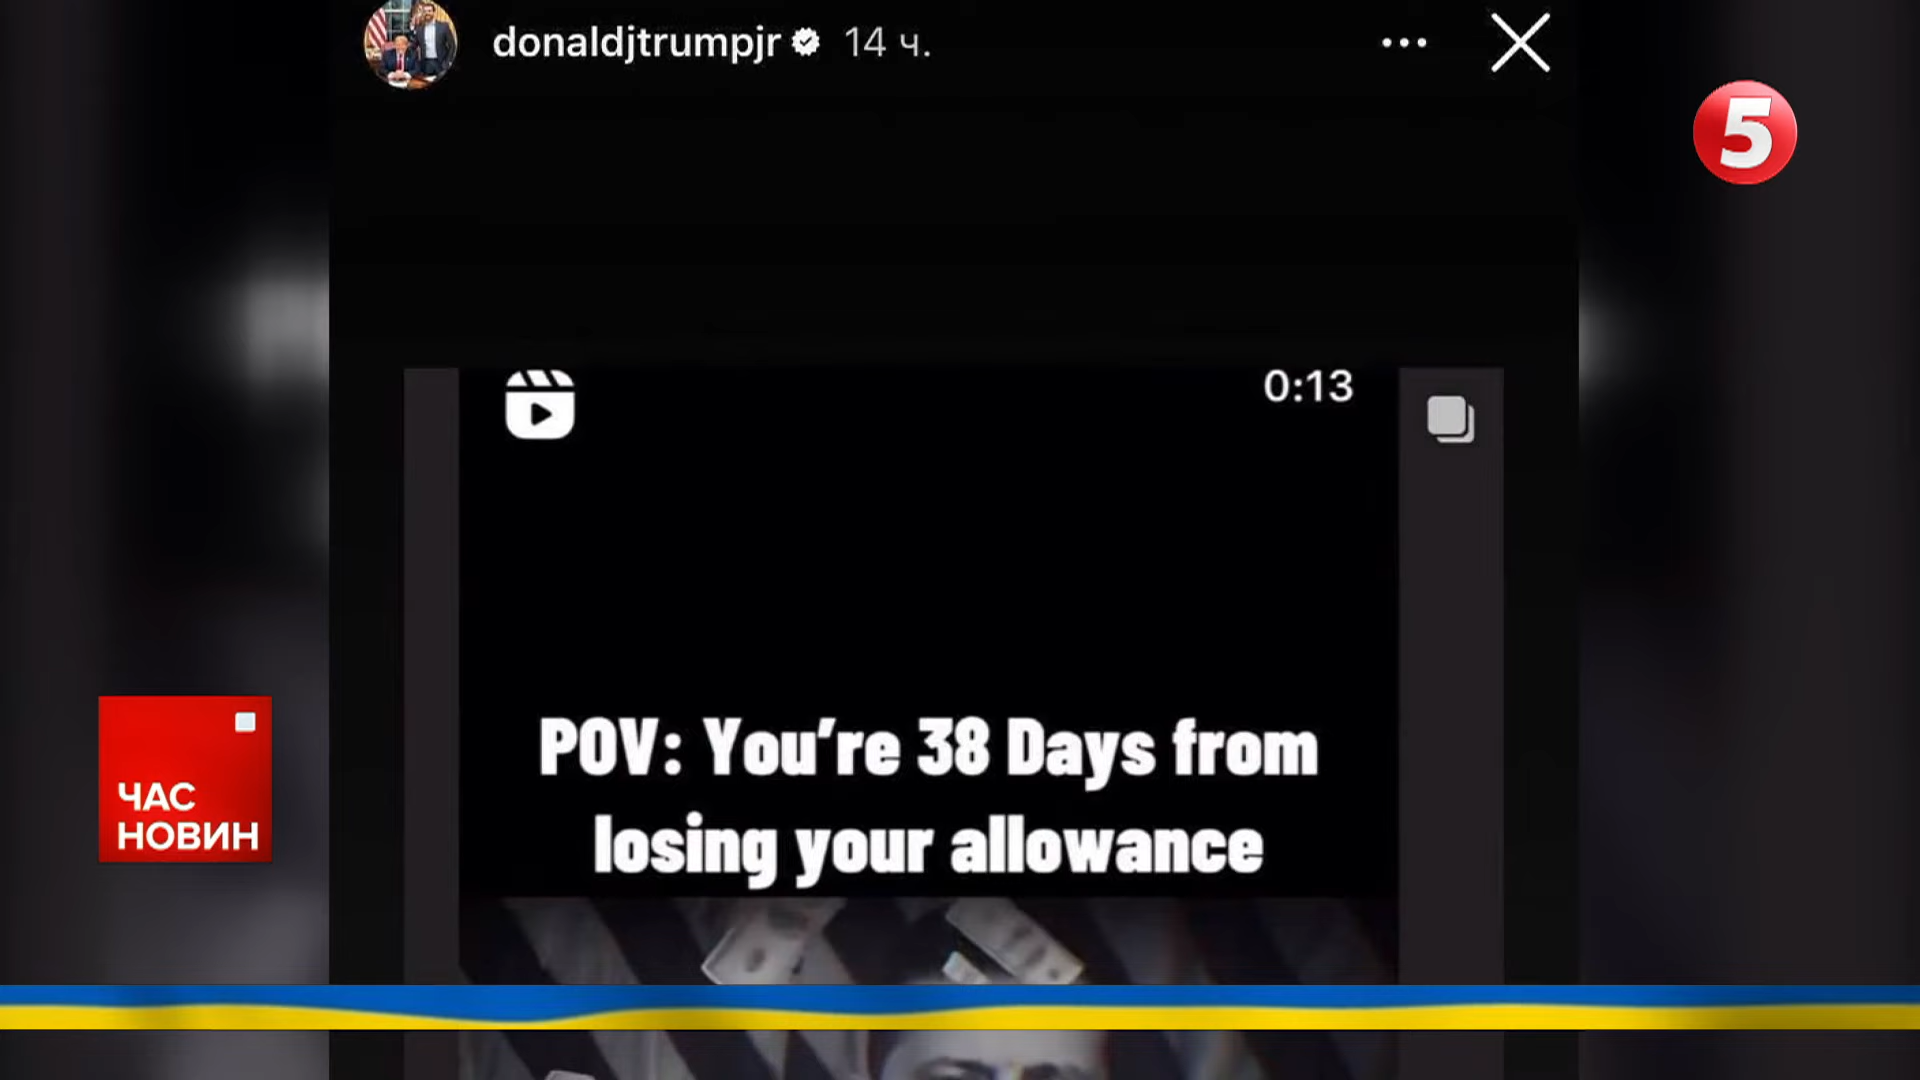 donaldjtrumpjr 14 ч.
5
0:13
POV: You’re 38 Days from
losing your allowance
ЧАС
НОВИН